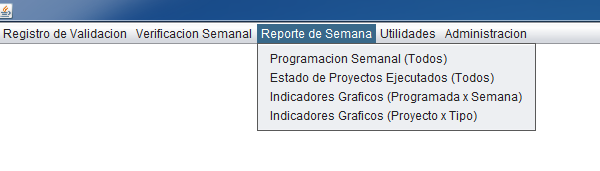 Registro de Validacion Verificacion Semanal Reporte de Semana Utilidades Administracion
Programacion Semanal (Todos)
Estado de Proyectos Ejecutados (Todos)
Indicadores Graficos (Programada x Semana)
Indicadores Graficos (Proyecto x Tipo)